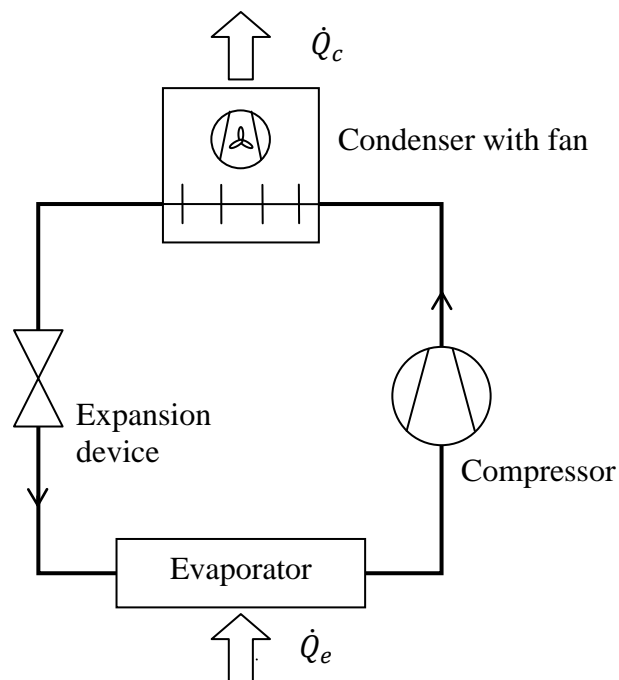 Q̇c
Condenser with fan
Expansion
device
Compressor
Evaporator
Q̇e